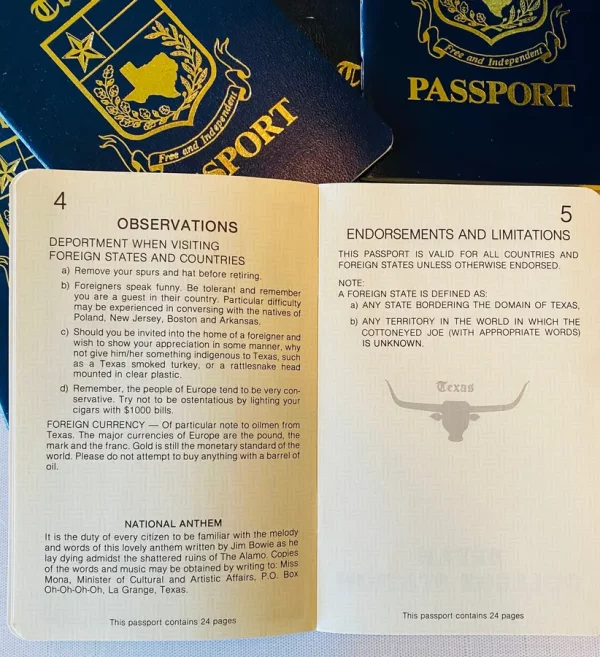 Free and Independent
PASSPORT
Free and Independent
PORT
4
OBSERVATIONS
DEPORTMENT WHEN VISITING
FOREIGN STATES AND COUNTRIES
a) Remove your spurs and hat before retiring.
b) Foreigners speak funny. Be tolerant and remember
you are a guest in their country. Particular difficulty
may be experienced in conversing with the natives of
Poland, New Jersey, Boston and Arkansas.
c) Should you be invited into the home of a foreigner and
wish to show your appreciation in some manner, why
not give him/her something indigenous to Texas, such
as a Texas smoked turkey, or a rattlesnake head
mounted in clear plastic.
d) Remember, the people of Europe tend to be very con-
servative. Try not to be ostentatious by lighting your
cigars with $1000 bills.
FOREIGN CURRENCY — Of particular note to oilmen from
Texas. The major currencies of Europe are the pound, the
mark and the franc. Gold is still the monetary standard of the
world. Please do not attempt to buy anything with a barrel of
oil.
NATIONAL ANTHEM
It is the duty of every citizen to be familiar with the melody
and words of this lovely anthem written by Jim Bowie as he
lay dying admidst the shattered ruins of The Alamo. Copies
of the words and music may be obtained by writing to: Miss
Mona, Minister of Cultural and Artistic Affairs, P.O. Box
Oh-Oh-Oh-Oh, La Grange, Texas.
This passport contains 24 pages
5
ENDORSEMENTS AND LIMITATIONS
THIS PASSPORT IS VALID FOR ALL COUNTRIES AND
FOREIGN STATES UNLESS OTHERWISE ENDORSED.
NOTE:
A FOREIGN STATE IS DEFINED AS:
a) ANY STATE BORDERING THE DOMAIN OF TEXAS,
b) ANY TERRITORY IN THE WORLD IN WHICH THE
COTTONEYED JOE (WITH APPROPRIATE WORDS)
IS UNKNOWN.
Texas
This passport contains 24 pages